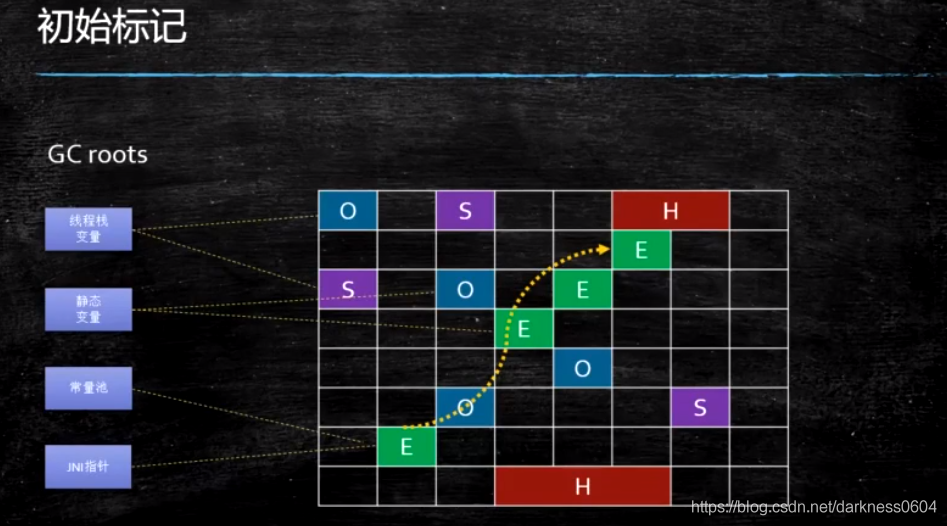 初始标记
GC roots
线程栈
变量
静态
变量
常量池
JNI指针
O S H
E
S O E
E
O
O S
E
H
https://blog.csdn.net/darkness0604